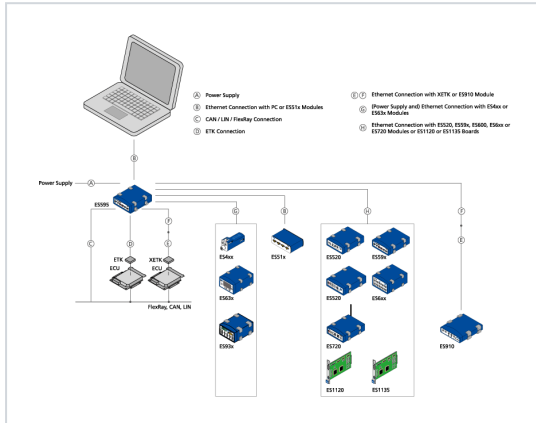 A Power Supply
B Ethernet Connection with PC or ES51x Modules
C CAN / LIN / FlexRay Connection
D ETK Connection
E F Ethernet Connection with XETK or ES910 Module
G (Power Supply and) Ethernet Connection with ES4xx or
ES63x Modules
H Ethernet Connection with ES520, ES59x, ES600, ES6xx or
ES720 Modules or ES1120 or ES1135 Boards
B
Power Supply
A
ES595
C
D
F
E
G
B
H
F
E
ETK
ECU
XETK
ECU
FlexRay, CAN, LIN
ES4xx
ES63x
ES93x
ES51x
ES520
ES59x
ES520
ES6xx
ES720
ES1120
ES1135
ES910